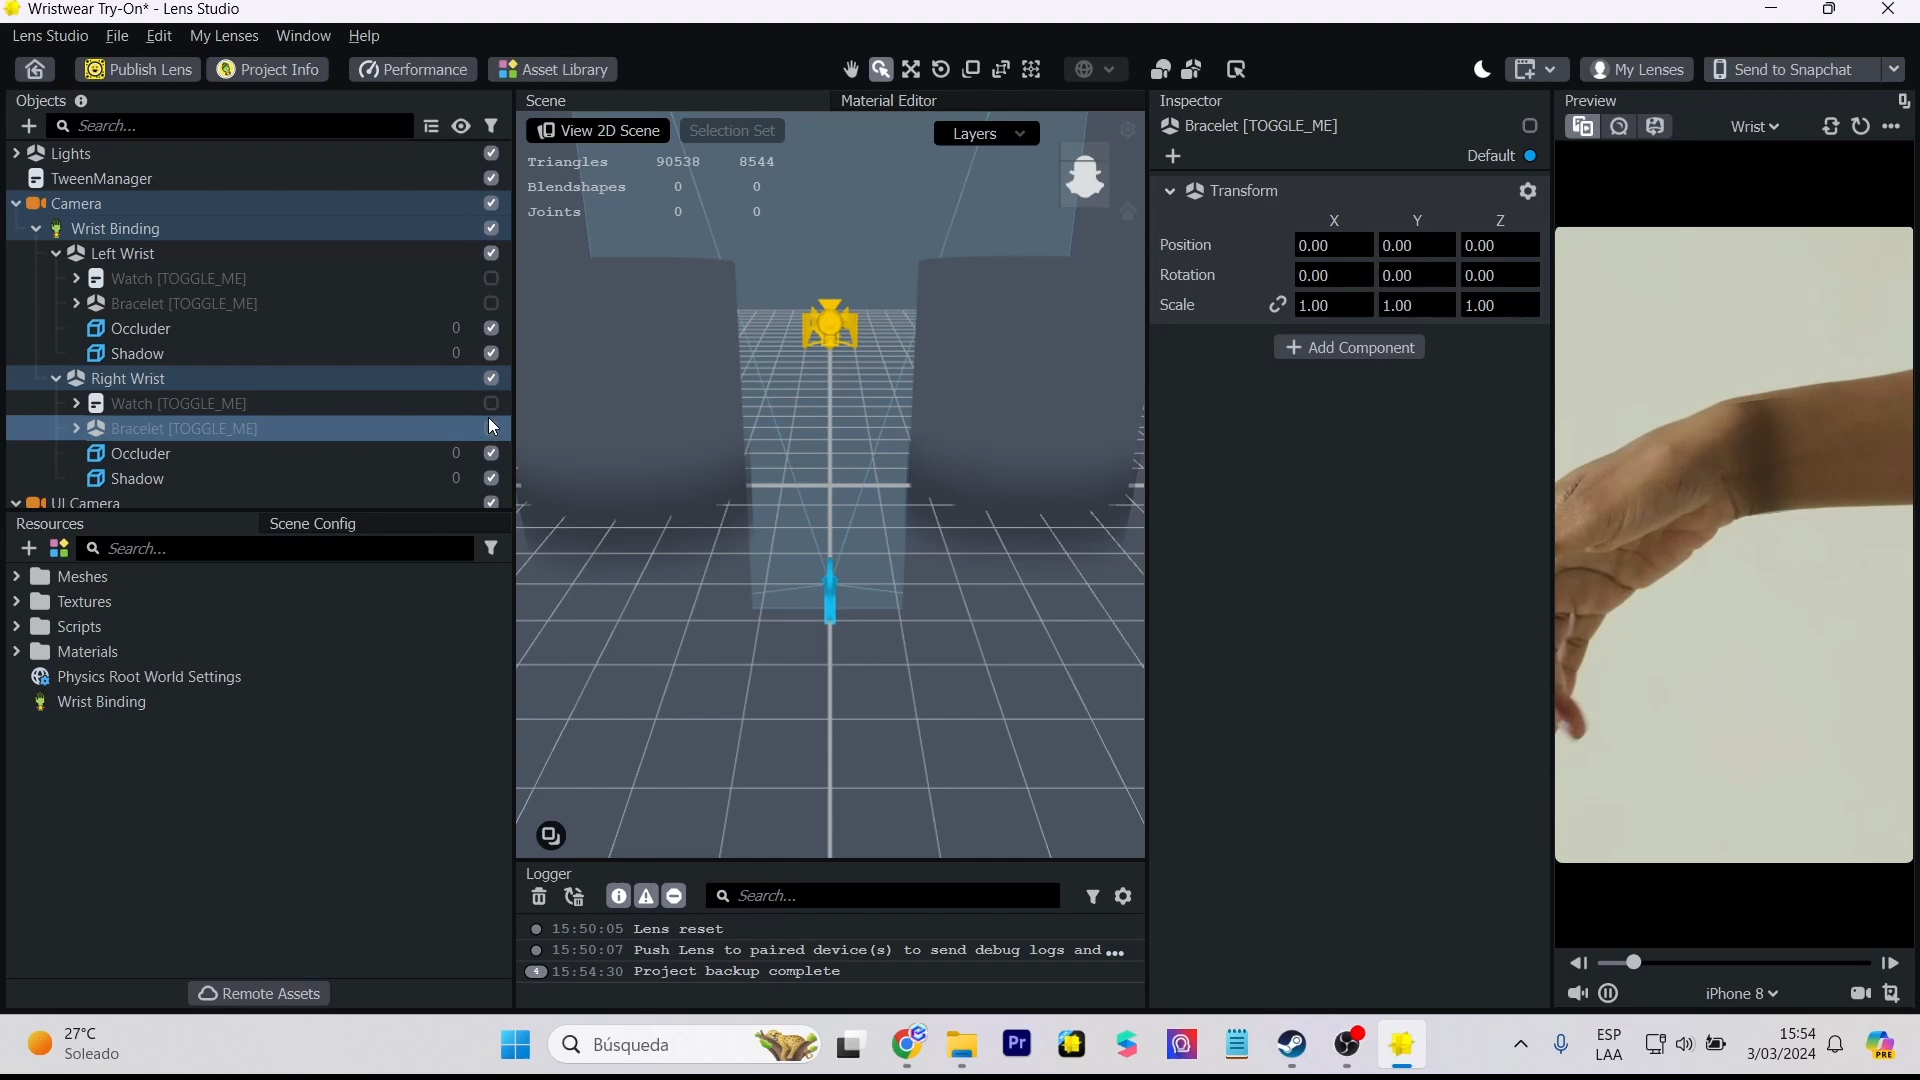 Wristwear Try-On* - Lens Studio
Lens Studio File Edit My Lenses Window Help
Publish Lens Project Info Performance Asset Library My Lenses Send to Snapchat
Objects
Search...
Lights
TweenManager
Camera
Wrist Binding
Left Wrist
Watch [TOGGLE_ME]
Bracelet [TOGGLE_ME]
Occluder 0
Shadow 0
Right Wrist
Watch [TOGGLE_ME]
Bracelet [TOGGLE_ME]
Occluder 0
Shadow 0
UI Camera
Resources Scene Config
Search...
Meshes
Textures
Scripts
Materials
Physics Root World Settings
Wrist Binding
Remote Assets
Scene Material Editor
View 2D Scene Selection Set Layers
Triangles 90538 8544
Blendshapes 0 0
Joints 0 0
Logger
Search...
15:50:05 Lens reset
15:50:07 Push Lens to paired device(s) to send debug logs and ...
4 15:54:30 Project backup complete
Inspector
Bracelet [TOGGLE_ME]
Default
Transform
X Y Z
Position 0.00 0.00 0.00
Rotation 0.00 0.00 0.00
Scale 1.00 1.00 1.00
+ Add Component
Preview
Wrist
iPhone 8
27°C
Soleado
Búsqueda
Pr
ESP
LAA
15:54
3/03/2024
PRE